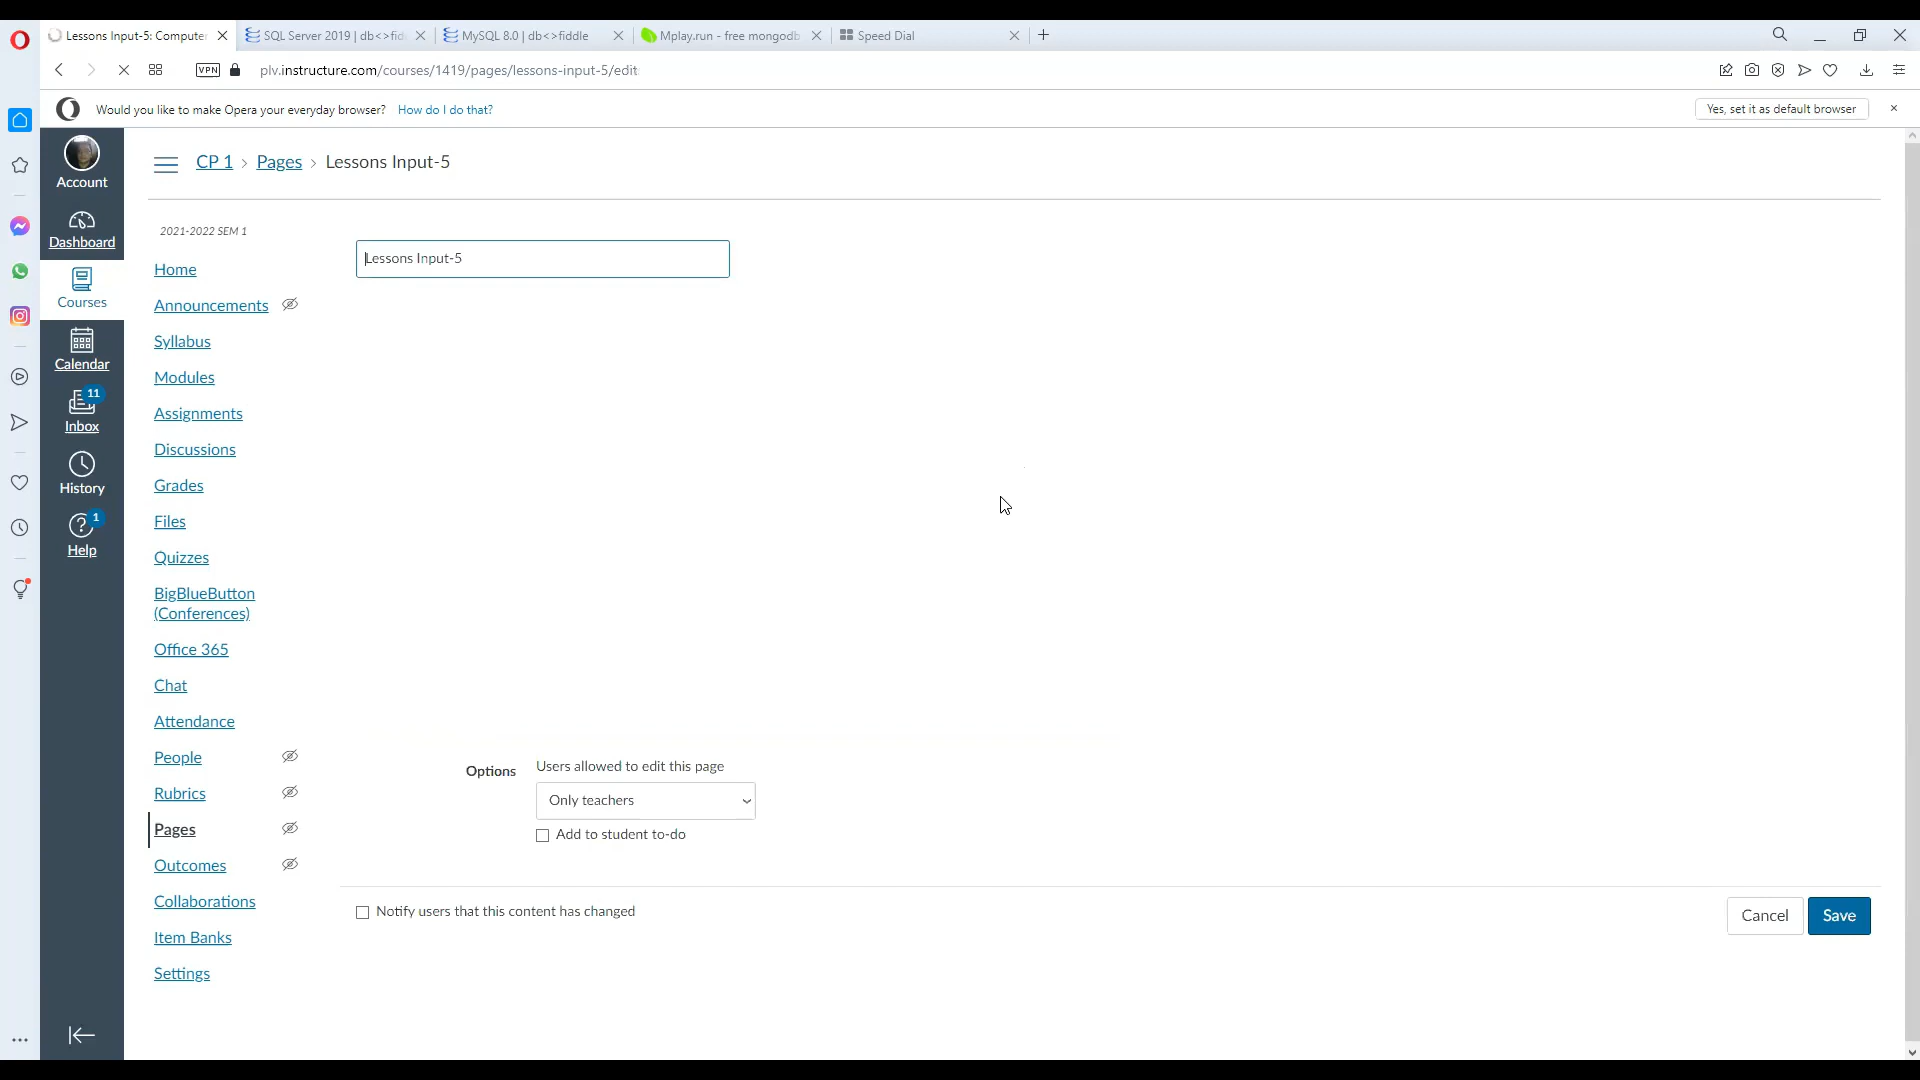 Lessons Input-5: Computer
SQL Server 2019 | db<>fid
MySQL 8.0 | db<>fiddle
Mplay.run - free mongodb
Speed Dial
VPN
plv.instructure.com/courses/1419/pages/lessons-input-5/edit
Would you like to make Opera your everyday browser? How do I do that?
Yes, set it as default browser
Account
Dashboard
Courses
Calendar
11
Inbox
History
1
Help
CP 1 > Pages > Lessons Input-5
2021-2022 SEM 1
Home
Announcements
Syllabus
Modules
Assignments
Discussions
Grades
Files
Quizzes
BigBlueButton
(Conferences)
Office 365
Chat
Attendance
People
Rubrics
Pages
Outcomes
Collaborations
Item Banks
Settings
Lessons Input-5
Options
Users allowed to edit this page
Only teachers
Add to student to-do
Notify users that this content has changed
Cancel
Save